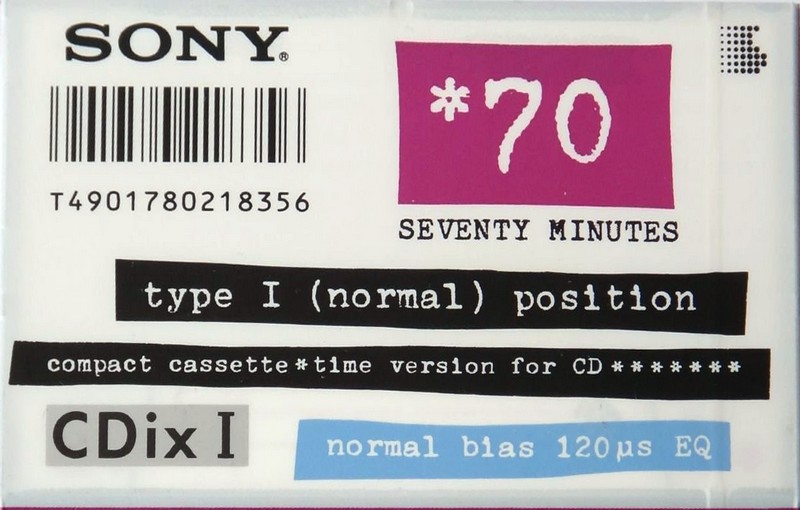 SONY®
T4901780218356
*70
SEVENTY MINUTES
type I (normal) position
compact cassette*time version for CD*******
CDix I
normal bias 120µs EQ